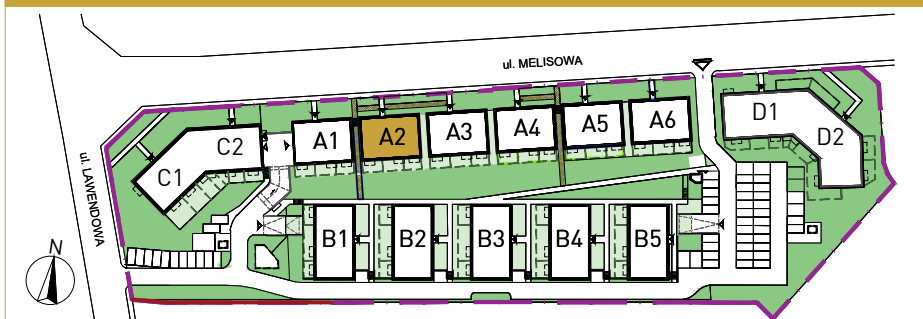 ul. MELISOWA
ul. LAWENDOWA
C1
C2
A1
A2
A3
A4
A5
A6
D1
D2
B1
B2
B3
B4
B5
N